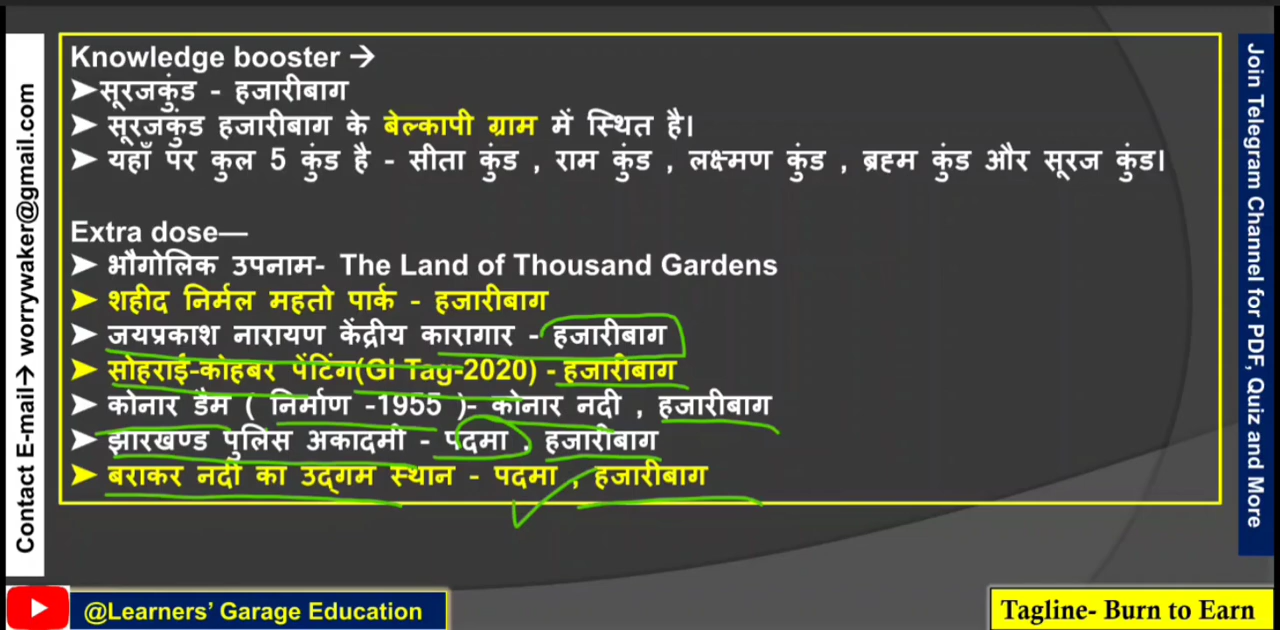 Knowledge booster →
➤सूरजकुंड - हजारीबाग
➤ सूरजकुंड हजारीबाग के बेल्कापी ग्राम में स्थित है।
➤ यहाँ पर कुल 5 कुंड है - सीता कुंड , राम कुंड , लक्ष्मण कुंड , ब्रह्म कुंड और सूरज कुंड।
Extra dose—
➤ भौगोलिक उपनाम- The Land of Thousand Gardens
➤ शहीद निर्मल महतो पार्क - हजारीबाग
➤ जयप्रकाश नारायण केंद्रीय कारागार - हजारीबाग
➤ सोहराई-कोहबर पेंटिंग(GI Tag-2020) - हजारीबाग
➤ कोनार डैम ( निर्माण -1955 )- कोनार नदी , हजारीबाग
➤ झारखण्ड पुलिस अकादमी - पदमा , हजारीबाग
➤ बराकर नदी का उद्गम स्थान - पदमा , हजारीबाग
Contact E-mail→ worrywaker@gmail.com
Join Telegram Channel for PDF, Quiz and More
@Learners’ Garage Education
Tagline- Burn to Earn